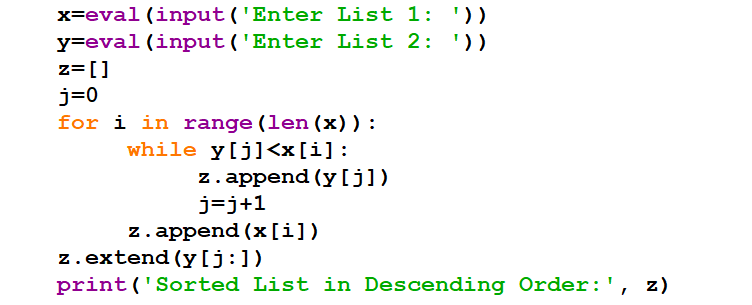 x=eval(input('Enter List 1: '))
y=eval(input('Enter List 2: '))
z=[]
j=0
for i in range(len(x)):
while y[j]<x[i]:
z.append(y[j])
j=j+1
z.append(x[i])
z.extend(y[j:])
print('Sorted List in Descending Order:', z)